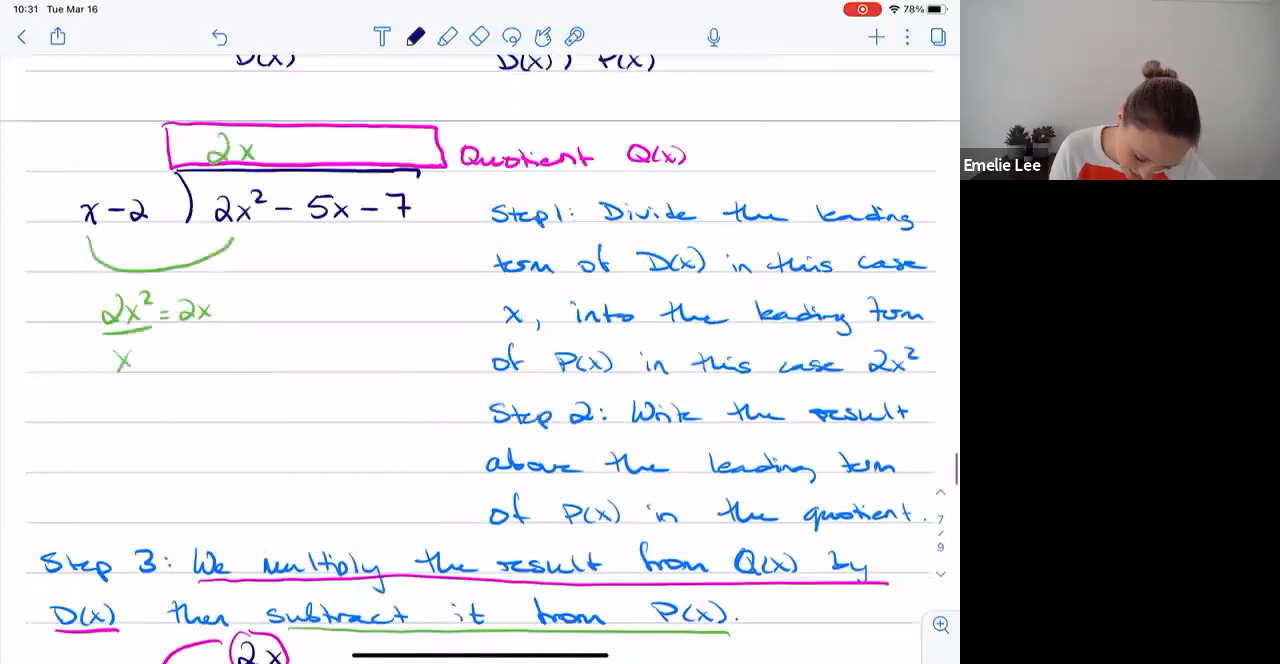 10:31 Tue Mar 16
78%
D(x)
D(x) ) P(x)
2x
Quotient Q(x)
x - 2 ) 2x² - 5x - 7
Step 1: Divide the leading
term of D(x) in this case
2x² = 2x
x
x, into the leading term
of P(x) in this case 2x²
Step 2: Write the result
above the leading term
of P(x) in the quotient.
7/9
Step 3: We multiply the result from Q(x) by
D(x) then subtract it from P(x).
2x
Emelie Lee